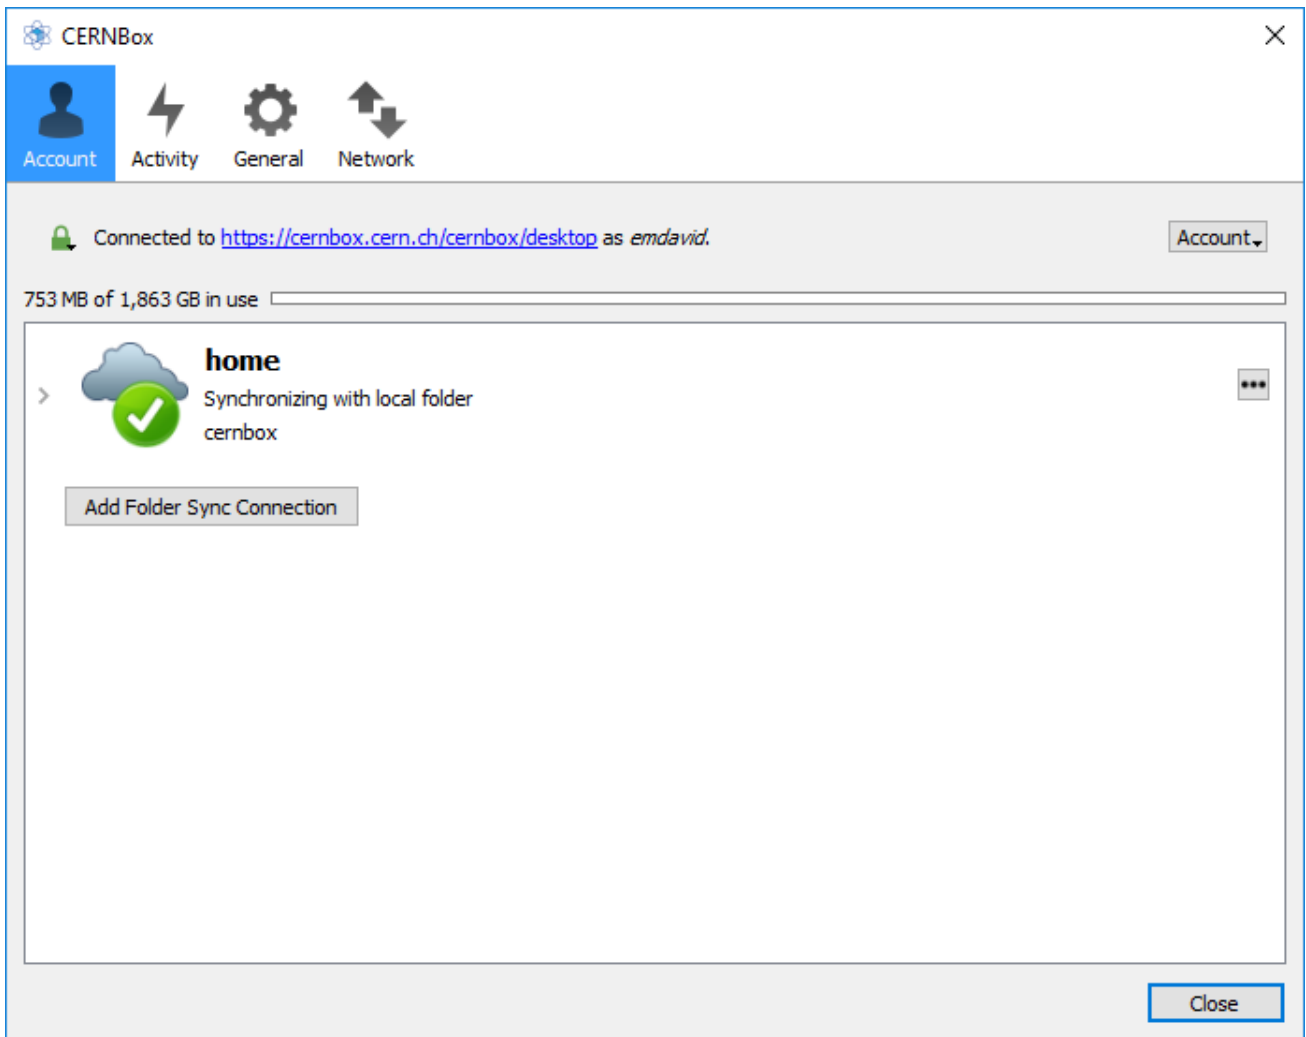 CERNBox
Account Activity General Network
Connected to https://cernbox.cern.ch/cernbox/desktop as emdavid. Account
753 MB of 1,863 GB in use
home
Synchronizing with local folder
cernbox
Add Folder Sync Connection
Close